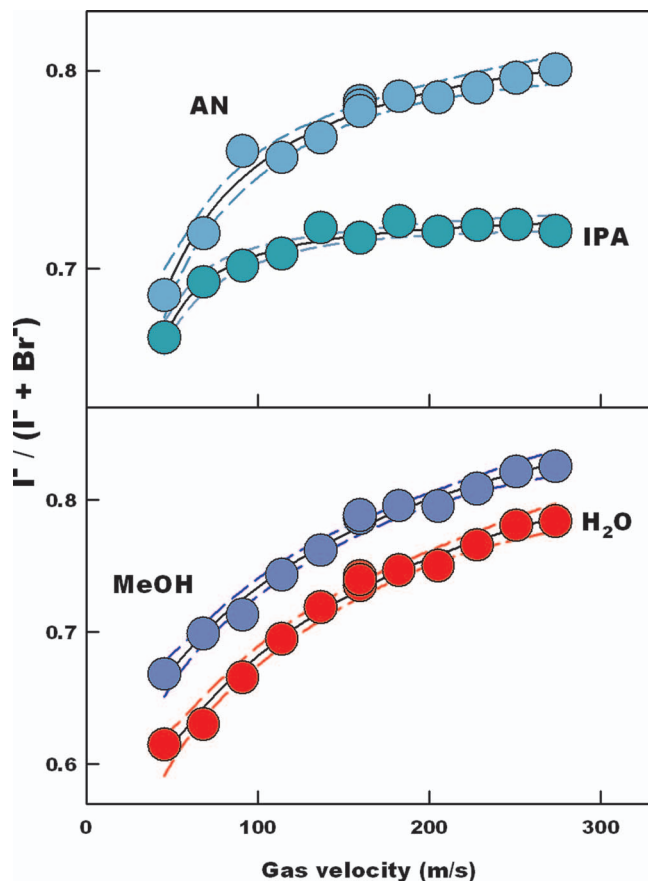 0.8
AN
0.7
IPA
I⁻ / (I⁻ + Br⁻)
0.8
H₂O
MeOH
0.7
0.6
0 100 200 300
Gas velocity (m/s)